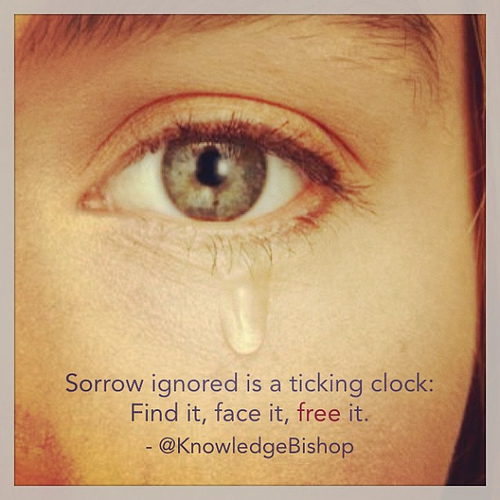 Sorrow ignored is a ticking clock:
Find it, face it, free it.
- @KnowledgeBishop